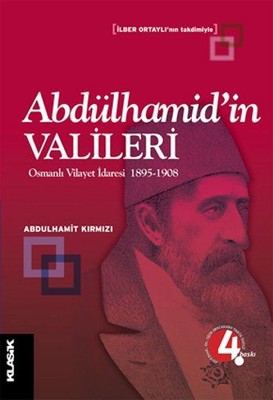 [ İLBER ORTAYLI'nın takdimiyle ]
Abdülhamid'in
VALİLERİ
Osmanlı Vilayet İdaresi 1895-1908
ABDULHAMİT KIRMIZI
4.
baskı
KLASİK